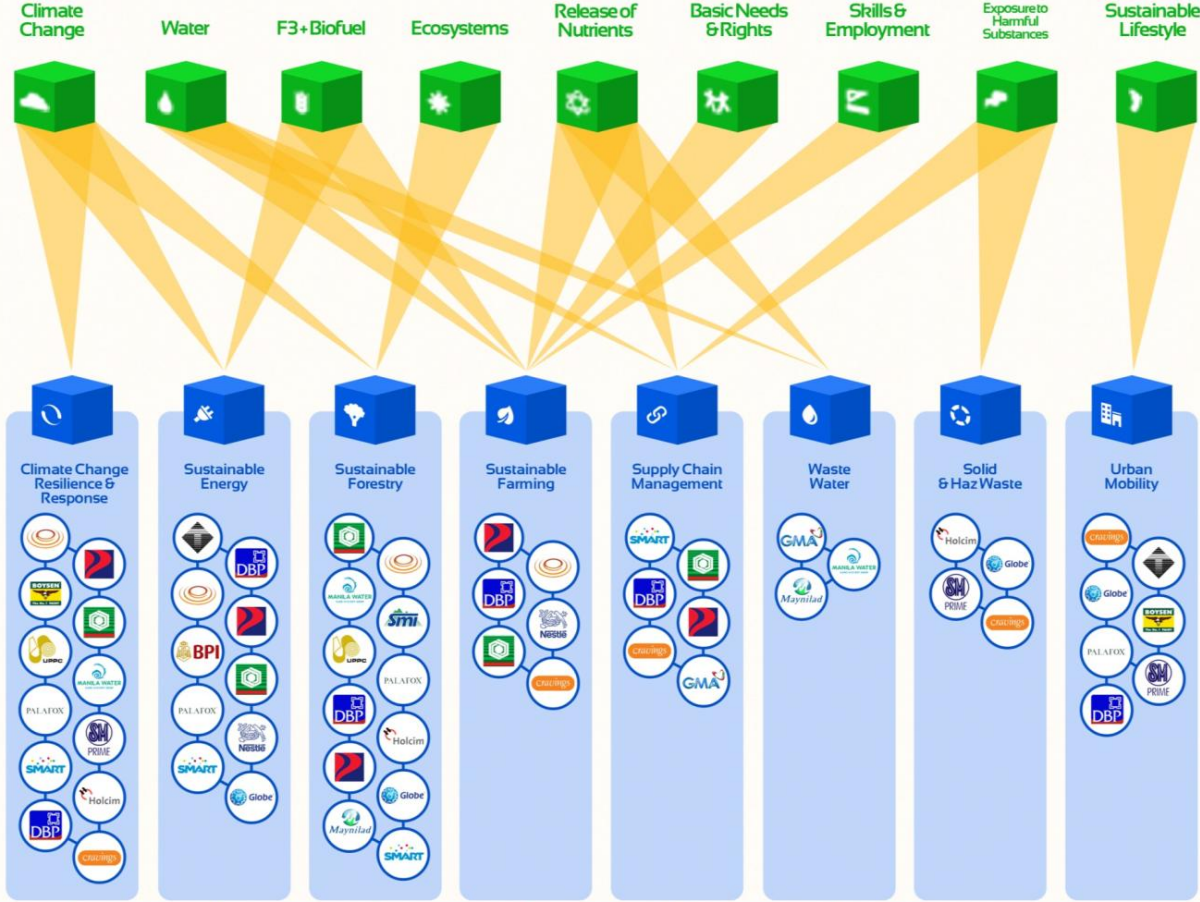 Climate
Change
Water
F3+Biofuel
Ecosystems
Release of
Nutrients
Basic Needs
& Rights
Skills &
Employment
Exposure to
Harmful
Substances
Sustainable
Lifestyle
Climate Change
Resilience &
Response
BOYSEN
UPPC
MANILA WATER
PALAFOX
SM
PRIME
SMART
Holcim
DBP
cravings
Sustainable
Energy
DBP
BPI
PALAFOX
Nestlé
SMART
Globe
Sustainable
Forestry
MANILA WATER
smi
UPPC
PALAFOX
DBP
Holcim
Globe
Maynilad
SMART
Sustainable
Farming
DBP
Nestlé
cravings
Supply Chain
Management
SMART
DBP
cravings
GMA
Waste
Water
GMA
MANILA WATER
Maynilad
Solid
& Haz Waste
Holcim
Globe
SM
PRIME
cravings
Urban
Mobility
cravings
Globe
BOYSEN
PALAFOX
SM
PRIME
DBP